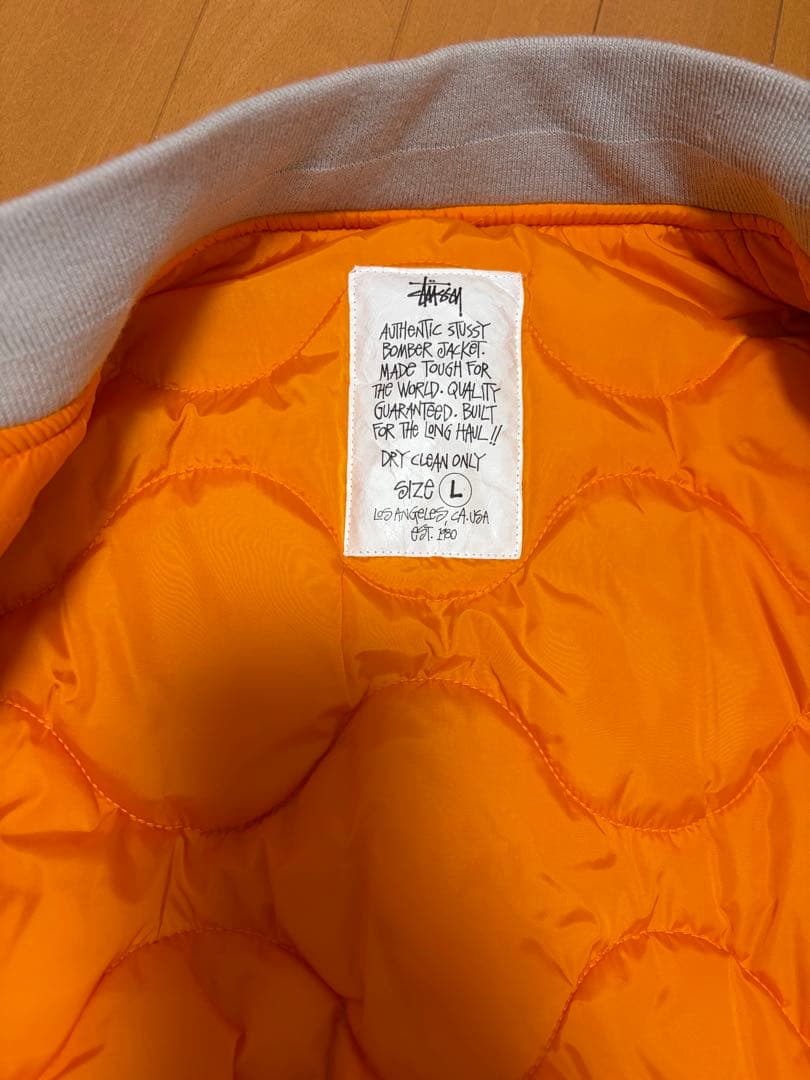 Stüssy
AUTHENTIC STUSSY
BOMBER JACKET.
MADE TOUGH FOR
THE WORLD. QUALITY
GUARANTEED. BUILT
FOR THE LONG HAUL!!
DRY CLEAN ONLY
SIZE L
LOS ANGELES, CA. USA
EST. 1980